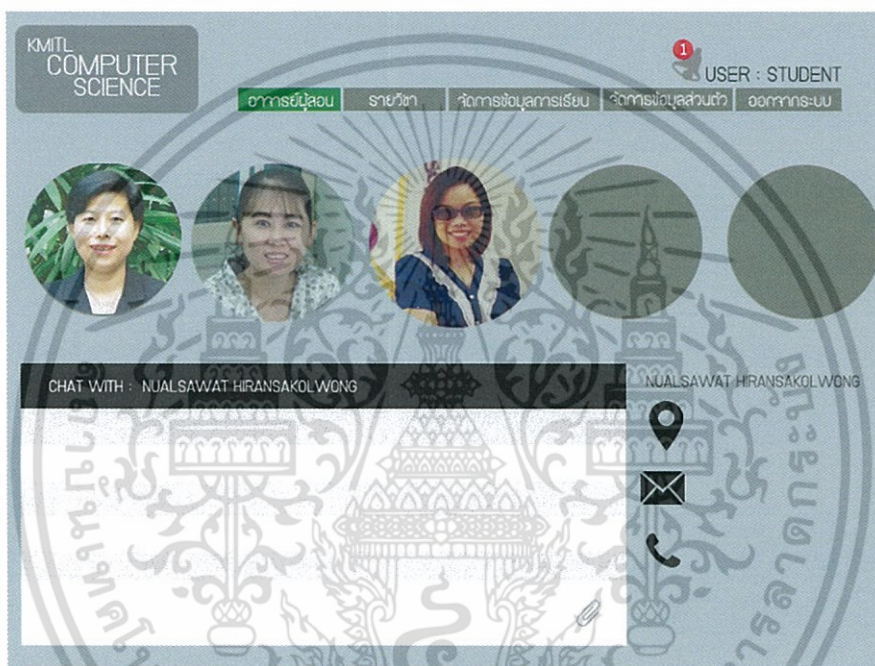 KMITL
COMPUTER
SCIENCE
1
USER : STUDENT
อาจารย์ผู้สอน รายวิชา จัดการข้อมูลการเรียน จัดการข้อมูลส่วนตัว ออกจากระบบ
CHAT WITH : NUALSAWAT HIRANSAKOLWONG
NUALSAWAT HIRANSAKOLWONG